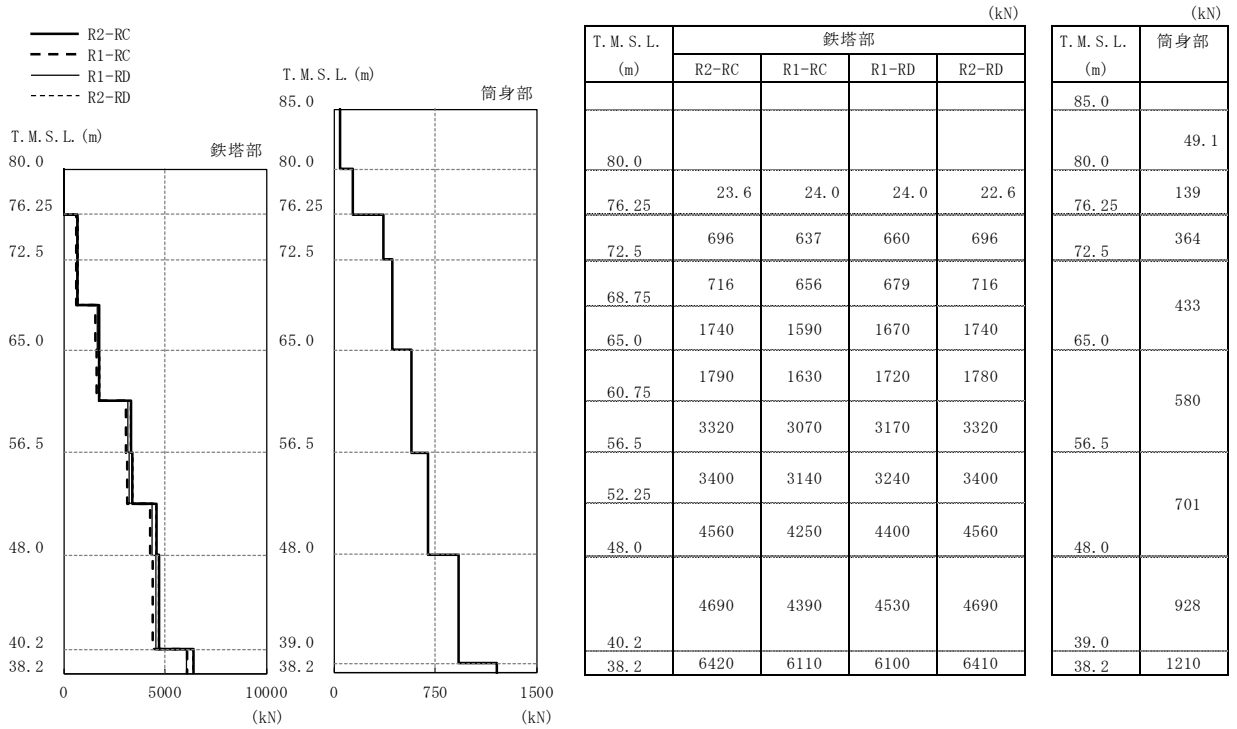 R2-RC
R1-RC
R1-RD
R2-RD
T.M.S.L.(m)
鉄塔部
80.0
76.25
72.5
65.0
56.5
48.0
40.2
38.2
0 5000 10000
(kN)
T.M.S.L.(m)
筒身部
85.0
80.0
76.25
72.5
65.0
56.5
48.0
39.0
38.2
0 750 1500
(kN)
(kN)
T.M.S.L. 鉄塔部
(m) R2-RC R1-RC R1-RD R2-RD
80.0
23.6 24.0 24.0 22.6
76.25
696 637 660 696
72.5
716 656 679 716
68.75
1740 1590 1670 1740
65.0
1790 1630 1720 1780
60.75
3320 3070 3170 3320
56.5
3400 3140 3240 3400
52.25
4560 4250 4400 4560
48.0
4690 4390 4530 4690
40.2
38.2 6420 6110 6100 6410
(kN)
T.M.S.L. 筒身部
(m)
85.0
49.1
80.0
139
76.25
364
72.5
433
65.0
580
56.5
701
48.0
928
39.0
38.2 1210